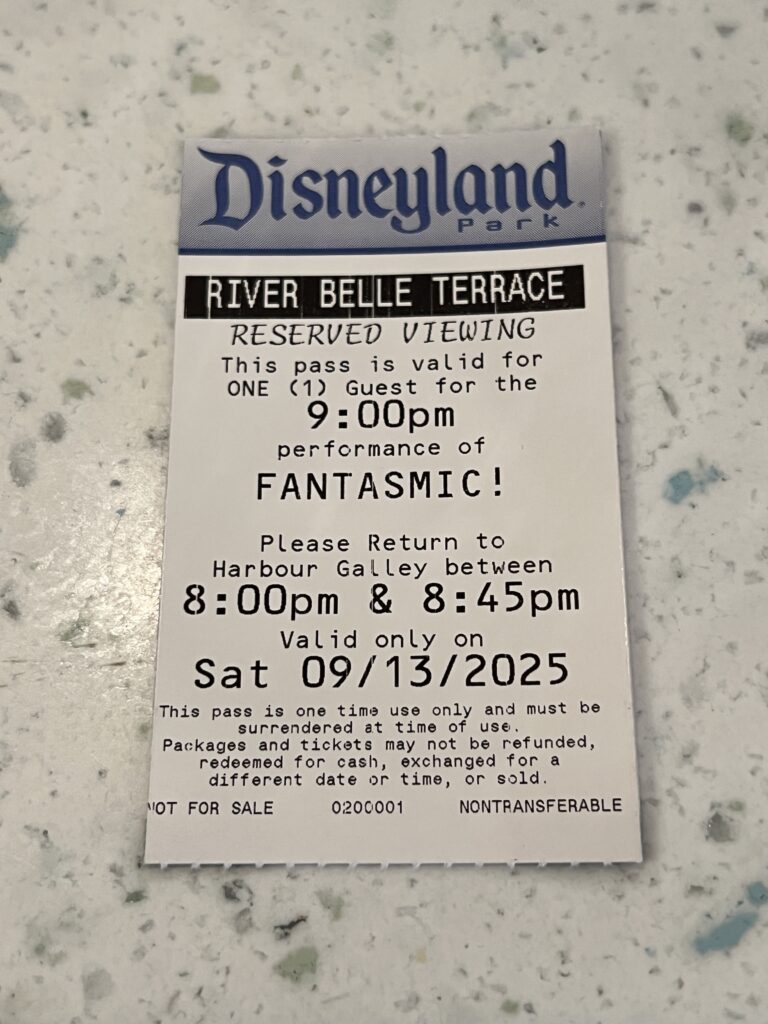 Disneyland
Park
RIVER BELLE TERRACE
RESERVED VIEWING
This pass is valid for
ONE (1) Guest for the
9:00pm
performance of
FANTASMIC!
Please Return to
Harbour Galley between
8:00pm & 8:45pm
Valid only on
Sat 09/13/2025
This pass is one time use only and must be
surrendered at time of use.
Packages and tickets may not be refunded,
redeemed for cash, exchanged for a
different date or time, or sold.
NOT FOR SALE 0200001 NONTRANSFERABLE